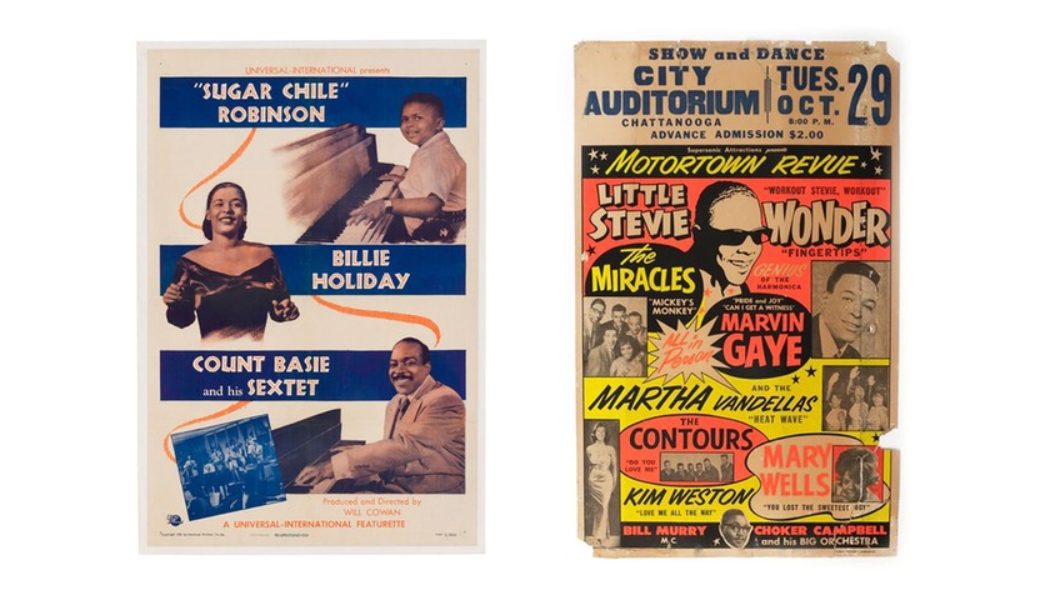 UNIVERSAL-INTERNATIONAL presents
"SUGAR CHILE"
ROBINSON
BILLIE
HOLIDAY
COUNT BASIE
and his SEXTET
Produced and Directed by
WILL COWAN
A UNIVERSAL-INTERNATIONAL FEATURETTE
SHOW and DANCE
CITY
AUDITORIUM
CHATTANOOGA
TUES.
OCT. 29
8:00 P. M.
ADVANCE ADMISSION $2.00
Supersonic Attractions presents
MOTORTOWN REVUE
LITTLE
STEVIE
"WORKOUT STEVIE, WORKOUT"
WONDER
"FINGERTIPS"
GENIUS
OF THE
HARMONICA
The
MIRACLES
"MICKEY'S
MONKEY"
"PRIDE and JOY"
"CAN I GET A WITNESS"
MARVIN
GAYE
ALL in
Person
MARTHA
AND THE
VANDELLAS
"HEAT WAVE"
THE
CONTOURS
"DO YOU
LOVE ME"
MARY
WELLS
"YOU LOST THE SWEETEST BOY"
KIM WESTON
"LOVE ME ALL THE WAY"
BILL MURRY
MC
CHOKER CAMPBELL
and his BIG ORCHESTRA